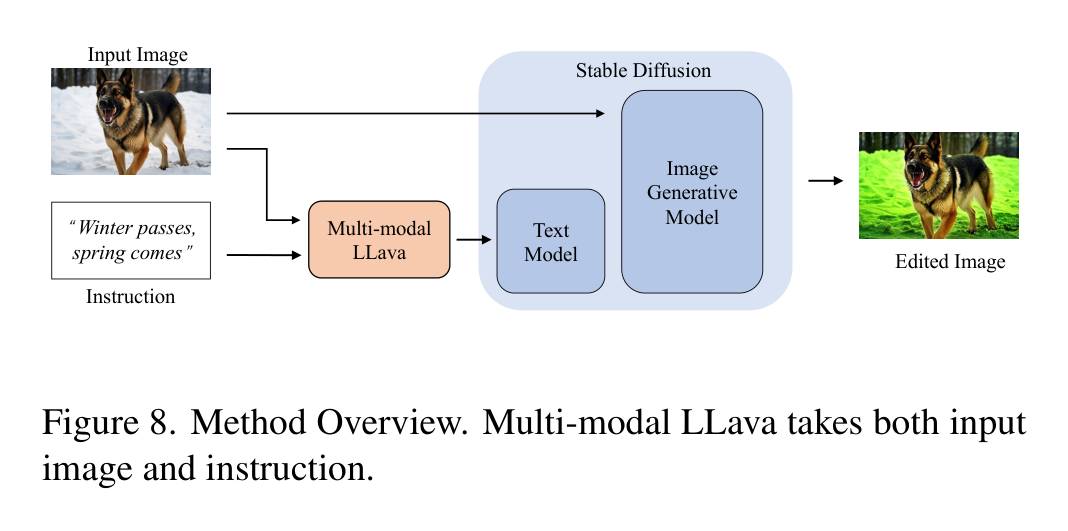 Input Image
Stable Diffusion
“Winter passes,
spring comes”
Instruction
Multi-modal
LLava
Text
Model
Image
Generative
Model
Edited Image
Figure 8. Method Overview. Multi-modal LLava takes both input
image and instruction.